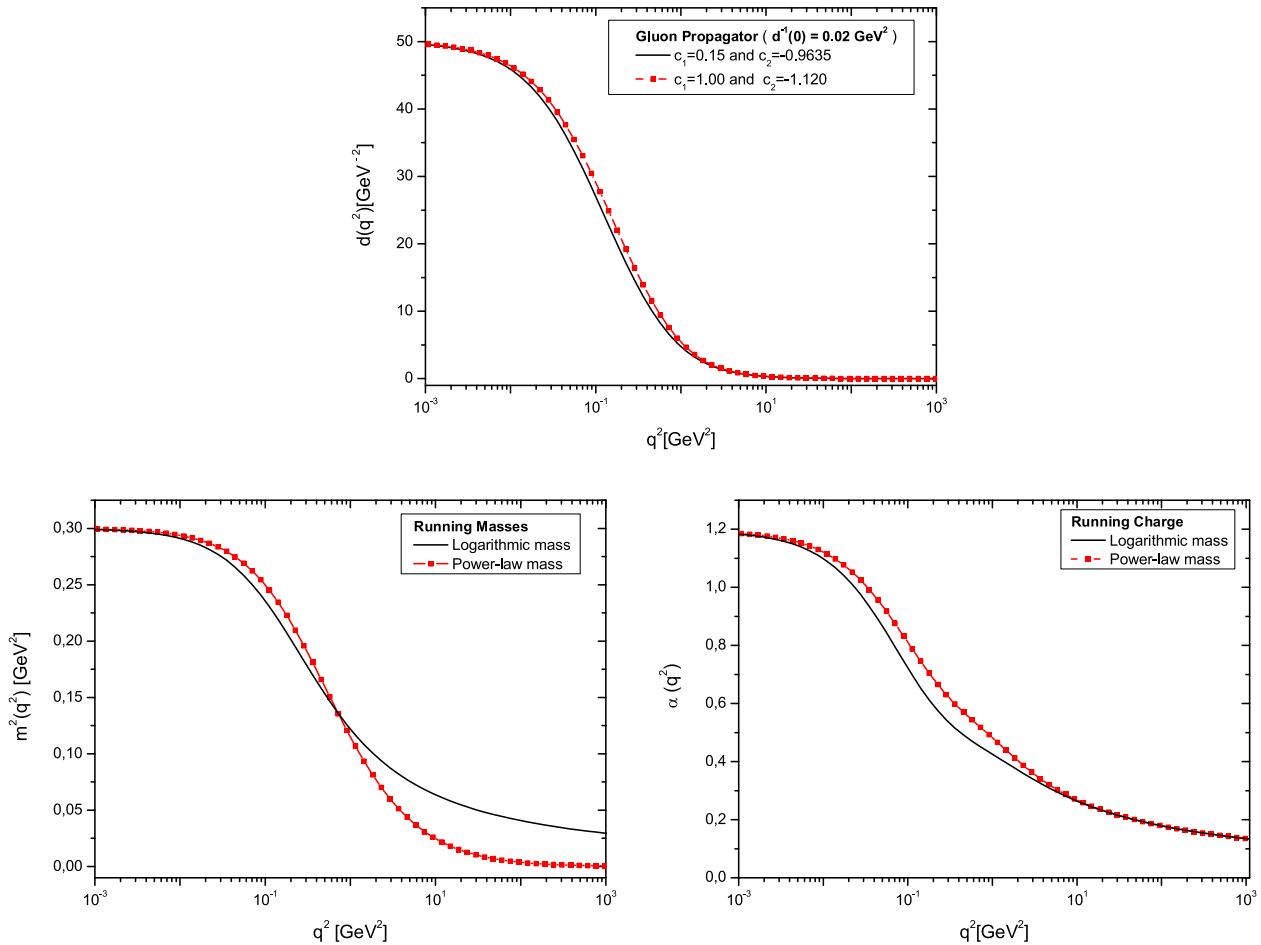 Gluon Propagator ( d⁻¹(0) = 0.02 GeV² )
c₁=0.15 and c₂=-0.9635
c₁=1.00 and c₂=-1.120
50
40
30
20
10
0
d(q²)[GeV⁻²]
10⁻³ 10⁻¹ 10¹ 10³
q²[GeV²]
Running Masses
Logarithmic mass
Power-law mass
0,30
0,25
0,20
0,15
0,10
0,05
0,00
m²(q²) [GeV²]
10⁻³ 10⁻¹ 10¹ 10³
q² [GeV²]
Running Charge
Logarithmic mass
Power-law mass
1,2
1,0
0,8
0,6
0,4
0,2
0,0
α (q²)
10⁻³ 10⁻¹ 10¹ 10³
q²[GeV²]